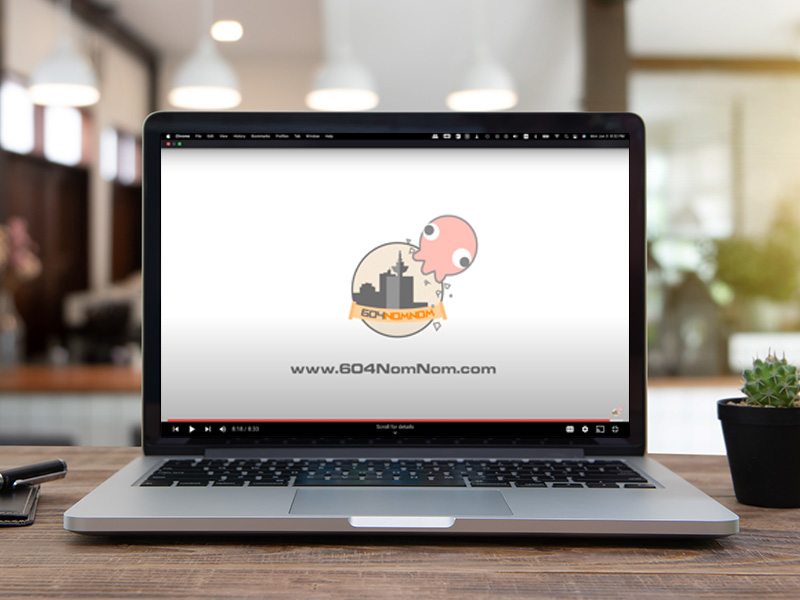 Chrome File Edit View History Bookmarks Profiles Tab Window Help
604NOMNOM
www.604NomNom.com
8:18 / 8:33
Scroll for details